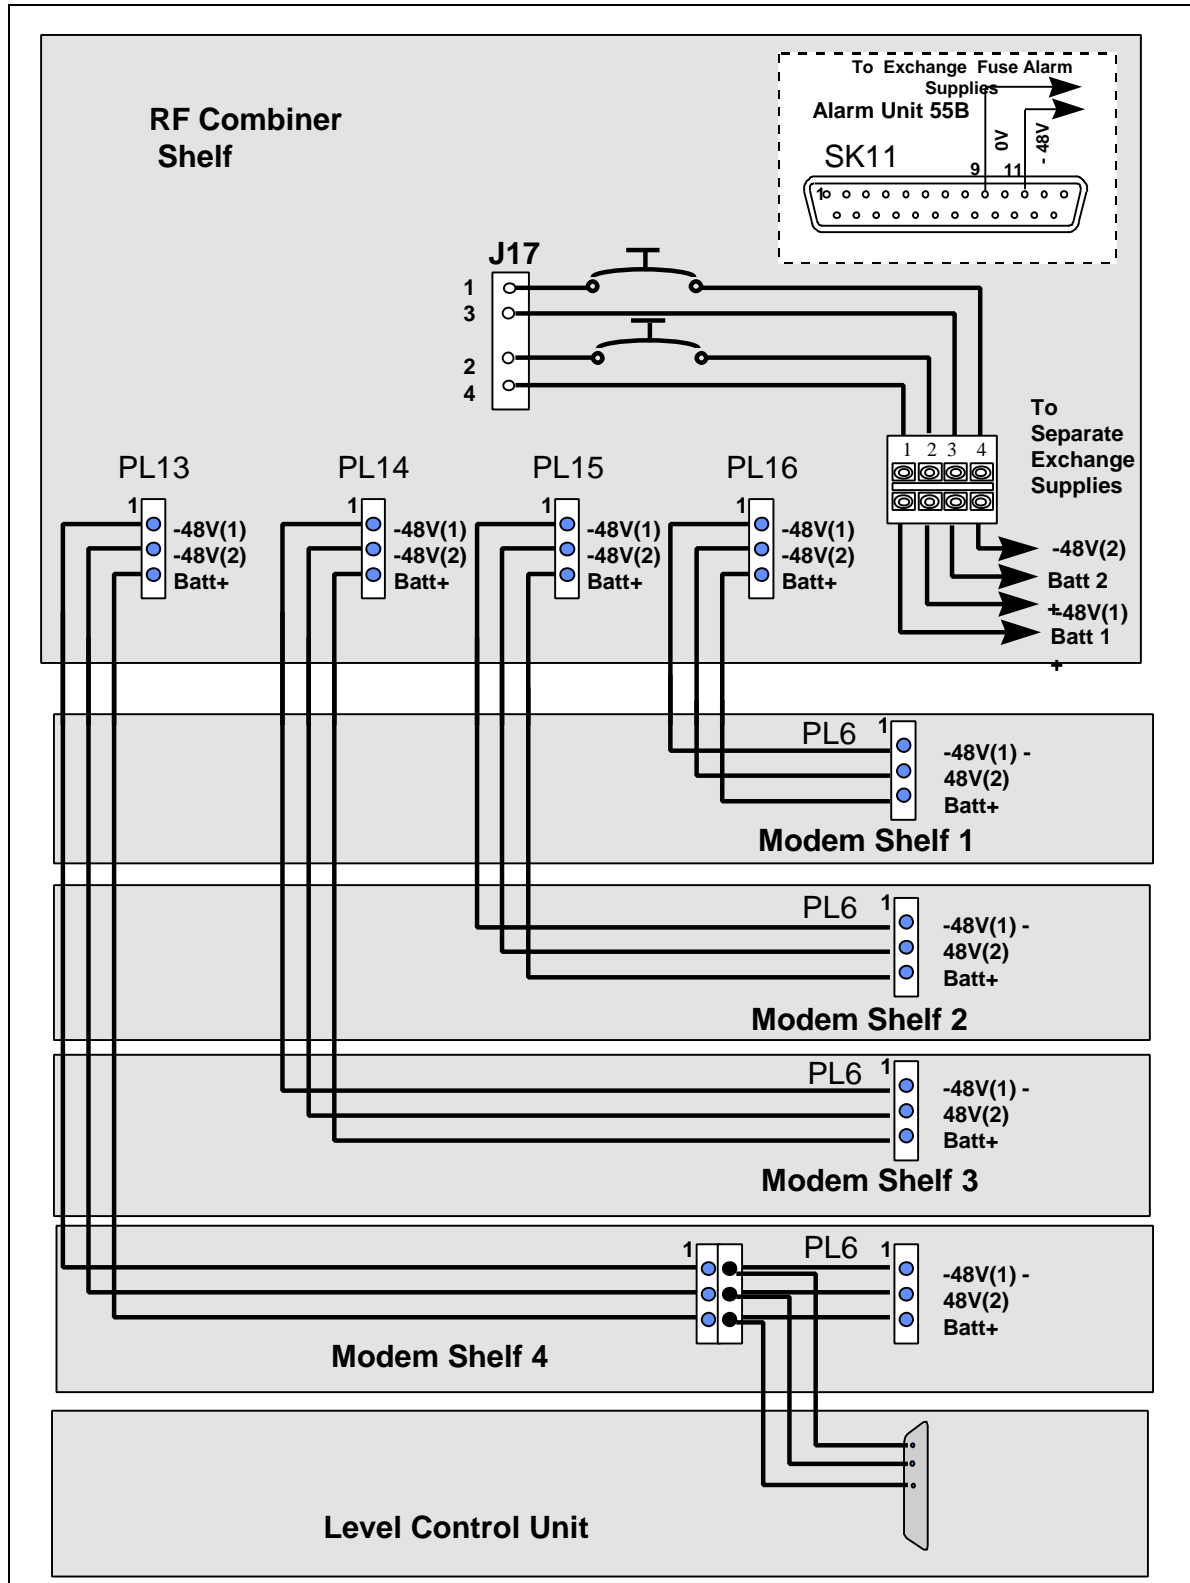 To Exchange Fuse Alarm
Supplies
Alarm Unit 55B
0V
- 48V
SK11
9
11
1
RF Combiner
Shelf
J17
1
3
2
4
To
Separate
Exchange
Supplies
1 2 3 4
-48V(2)
Batt 2
+
-48V(1)
Batt 1
+
PL13
1
-48V(1)
-48V(2)
Batt+
PL14
1
-48V(1)
-48V(2)
Batt+
PL15
1
-48V(1)
-48V(2)
Batt+
PL16
1
-48V(1)
-48V(2)
Batt+
PL6
1
-48V(1) -
48V(2)
Batt+
Modem Shelf 1
PL6
1
-48V(1) -
48V(2)
Batt+
Modem Shelf 2
PL6
1
-48V(1) -
48V(2)
Batt+
Modem Shelf 3
1
PL6
1
-48V(1) -
48V(2)
Batt+
Modem Shelf 4
Level Control Unit